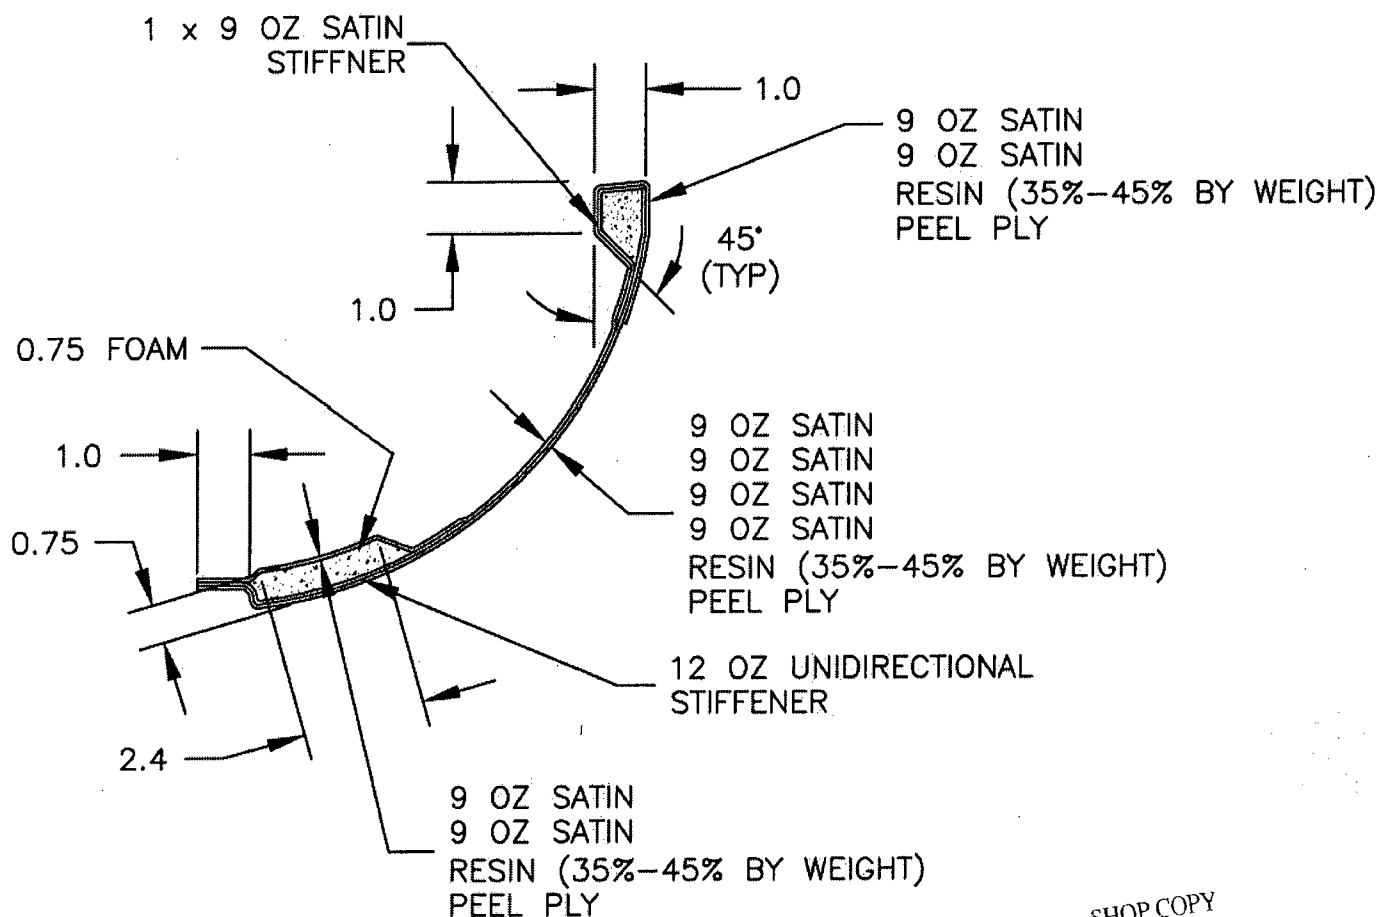 1 x 9 OZ SATIN
STIFFNER
1.0
9 OZ SATIN
9 OZ SATIN
RESIN (35%-45% BY WEIGHT)
PEEL PLY
45°
(TYP)
1.0
0.75 FOAM
1.0
9 OZ SATIN
9 OZ SATIN
9 OZ SATIN
9 OZ SATIN
RESIN (35%-45% BY WEIGHT)
PEEL PLY
0.75
12 OZ UNIDIRECTIONAL
STIFFENER
2.4
9 OZ SATIN
9 OZ SATIN
RESIN (35%-45% BY WEIGHT)
PEEL PLY
SHOP COPY